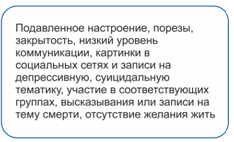 Подавленное настроение, порезы,
закрытость, низкий уровень
коммуникации, картинки в
социальных сетях и записи на
депрессивную, суицидальную
тематику, участие в соответствующих
группах, высказывания или записи на
тему смерти, отсутствие желания жить